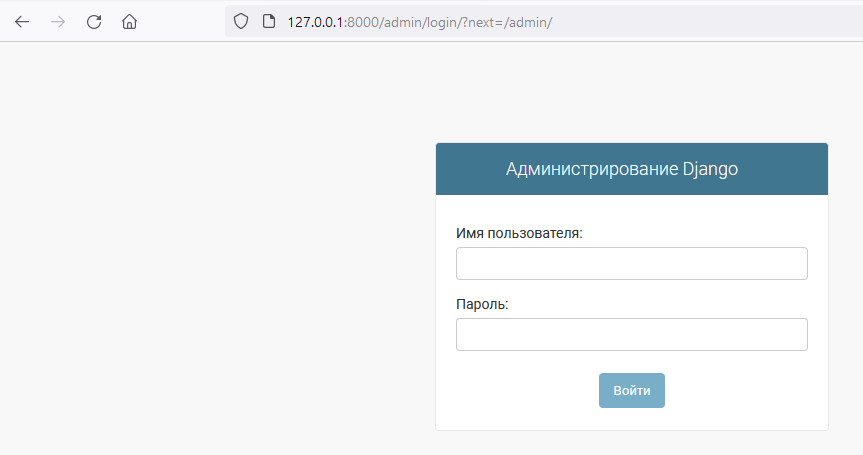 127.0.0.1:8000/admin/login/?next=/admin/
Администрирование Django
Имя пользователя:
Пароль:
Войти